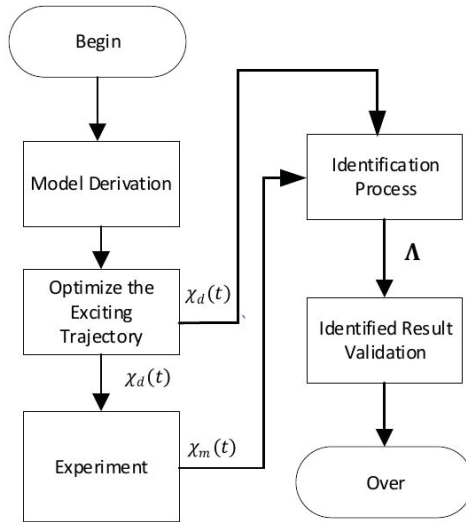 Begin
Model Derivation
Optimize the
Exciting
Trajectory
χ_d(t)
χ_d(t)
Experiment
χ_m(t)
Identification
Process
Λ
Identified Result
Validation
Over